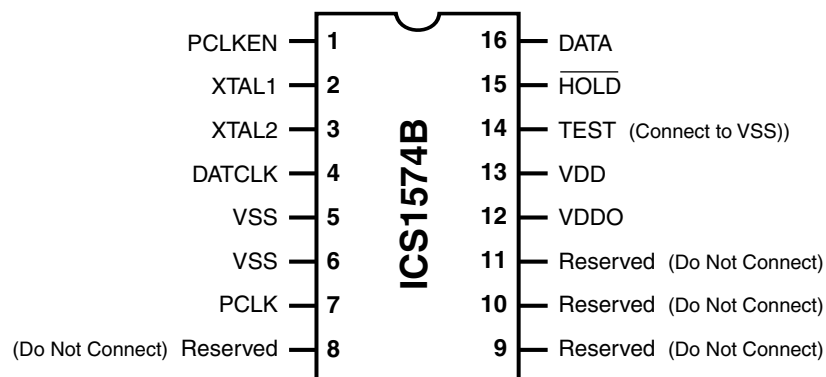 PCLKEN 1 16 DATA
XTAL1 2 15 HOLD
XTAL2 3 14 TEST (Connect to VSS))
DATCLK 4 13 VDD
VSS 5 12 VDDO
VSS 6 11 Reserved (Do Not Connect)
PCLK 7 10 Reserved (Do Not Connect)
(Do Not Connect) Reserved 8 9 Reserved (Do Not Connect)
ICS1574B